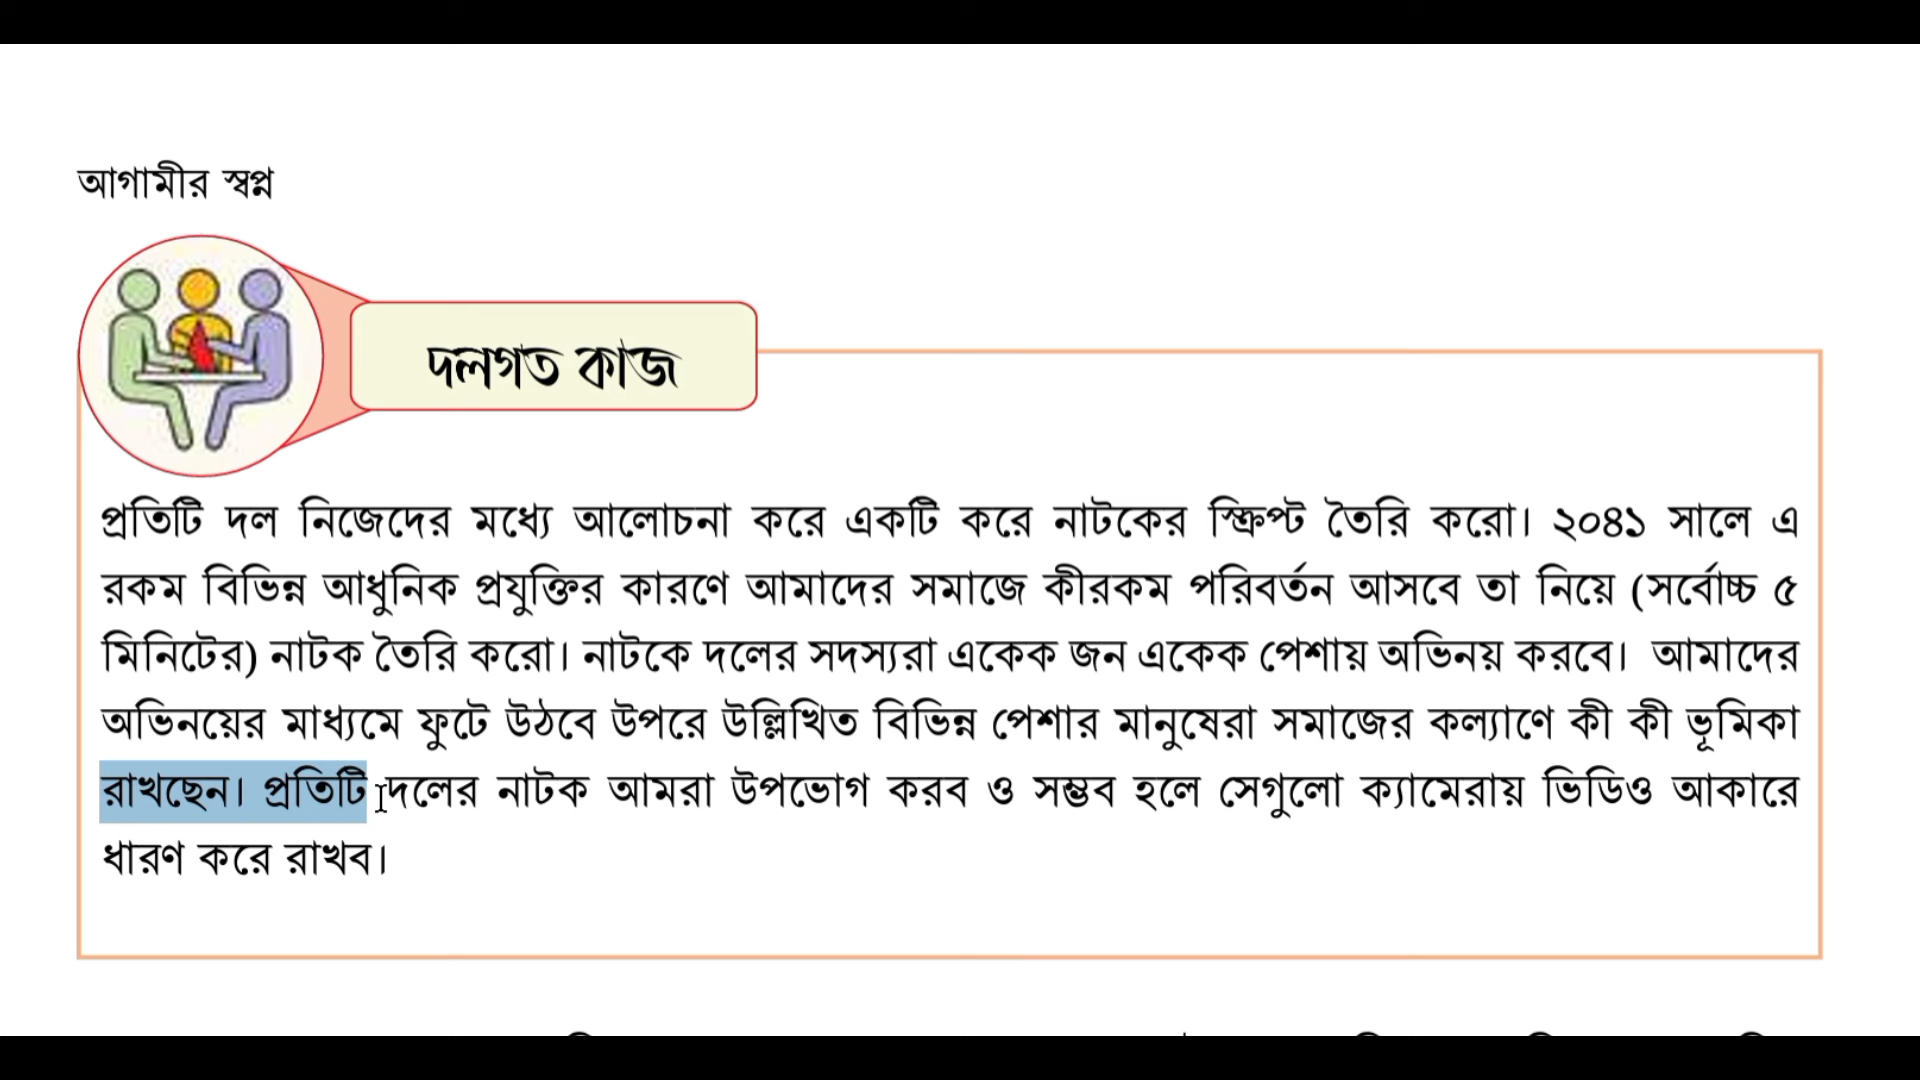 আগামীর স্বপ্ন
দলগত কাজ
প্রতিটি দল নিজেদের মধ্যে আলোচনা করে একটি করে নাটকের স্ক্রিপ্ট তৈরি করো। ২০৪১ সালে এ
রকম বিভিন্ন আধুনিক প্রযুক্তির কারণে আমাদের সমাজে কীরকম পরিবর্তন আসবে তা নিয়ে (সর্বোচ্চ ৫
মিনিটের) নাটক তৈরি করো। নাটকে দলের সদস্যরা একেক জন একেক পেশায় অভিনয় করবে। আমাদের
অভিনয়ের মাধ্যমে ফুটে উঠবে উপরে উল্লিখিত বিভিন্ন পেশার মানুষেরা সমাজের কল্যাণে কী কী ভূমিকা
রাখছেন। প্রতিটি দলের নাটক আমরা উপভোগ করব ও সম্ভব হলে সেগুলো ক্যামেরায় ভিডিও আকারে
ধারণ করে রাখব।